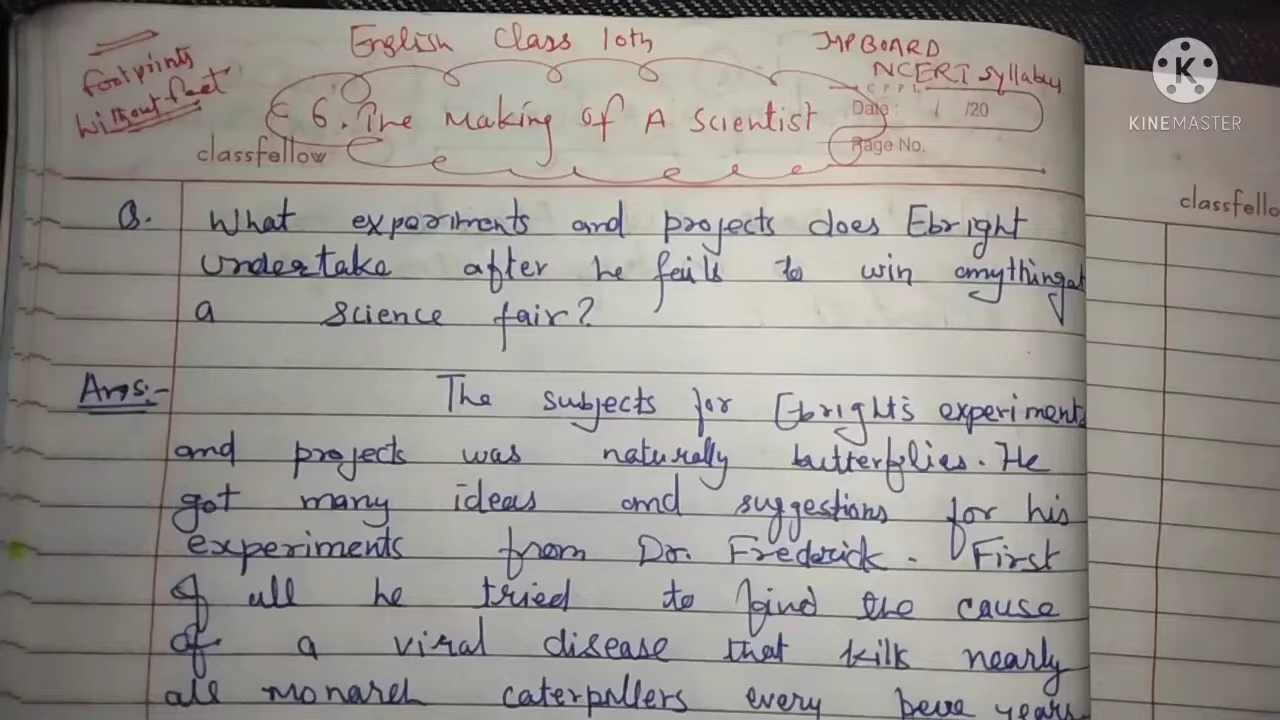 English Class 10th
MP BOARD
NCERT Syllabus
Footprints
Without feet
6. The Making of A Scientist
CPPL
Date: / /20
Page No.
classfellow
K
KINEMASTER
classfello
Q. What experiments and projects does Ebright
undertake after he fails to win anything at
a science fair?
Ans:- The subjects for Ebright's experiments
and projects was naturally butterflies. He
got many ideas and suggestions for his
experiments from Dr. Frederick. First
of all he tried to find the cause
of a viral disease that kills nearly
all monarch caterpillers every years